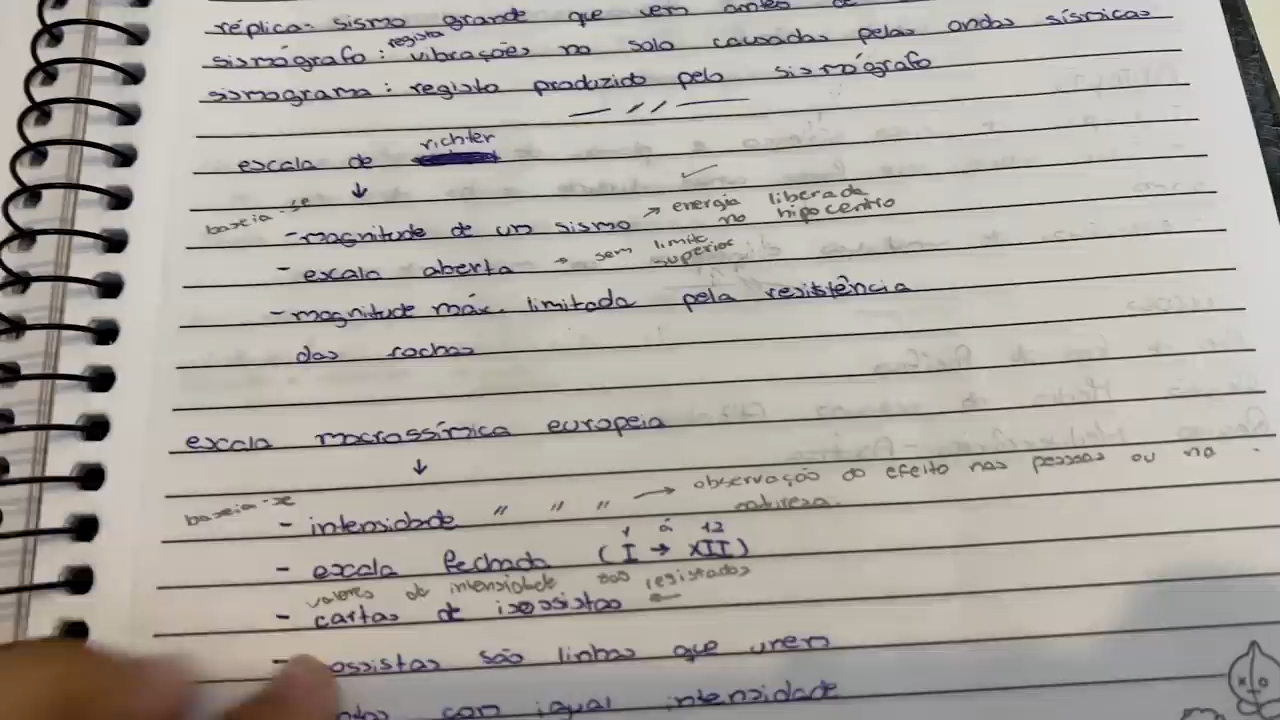 réplica: sismo grande que vem antes de
sismógrafo: regista vibrações no solo causadas pelas ondas sísmicas
sismograma: registo produzido pelo sismógrafo
escala de richter
baseia-se
- magnitude de um sismo → energia liberada no hipocentro
- escala aberta → sem limite superior
- magnitude máx. limitada pela resistência
das rochas
escala macrossísmica europeia
baseia-se
- intensidade " " " → observação do efeito nas pessoas ou na natureza.
1 à 12
- escala fechada (I → XII)
valores de intensidade são registados
- cartas de isossistas ←
- ossistas são linhas que unem
com igual intensidade